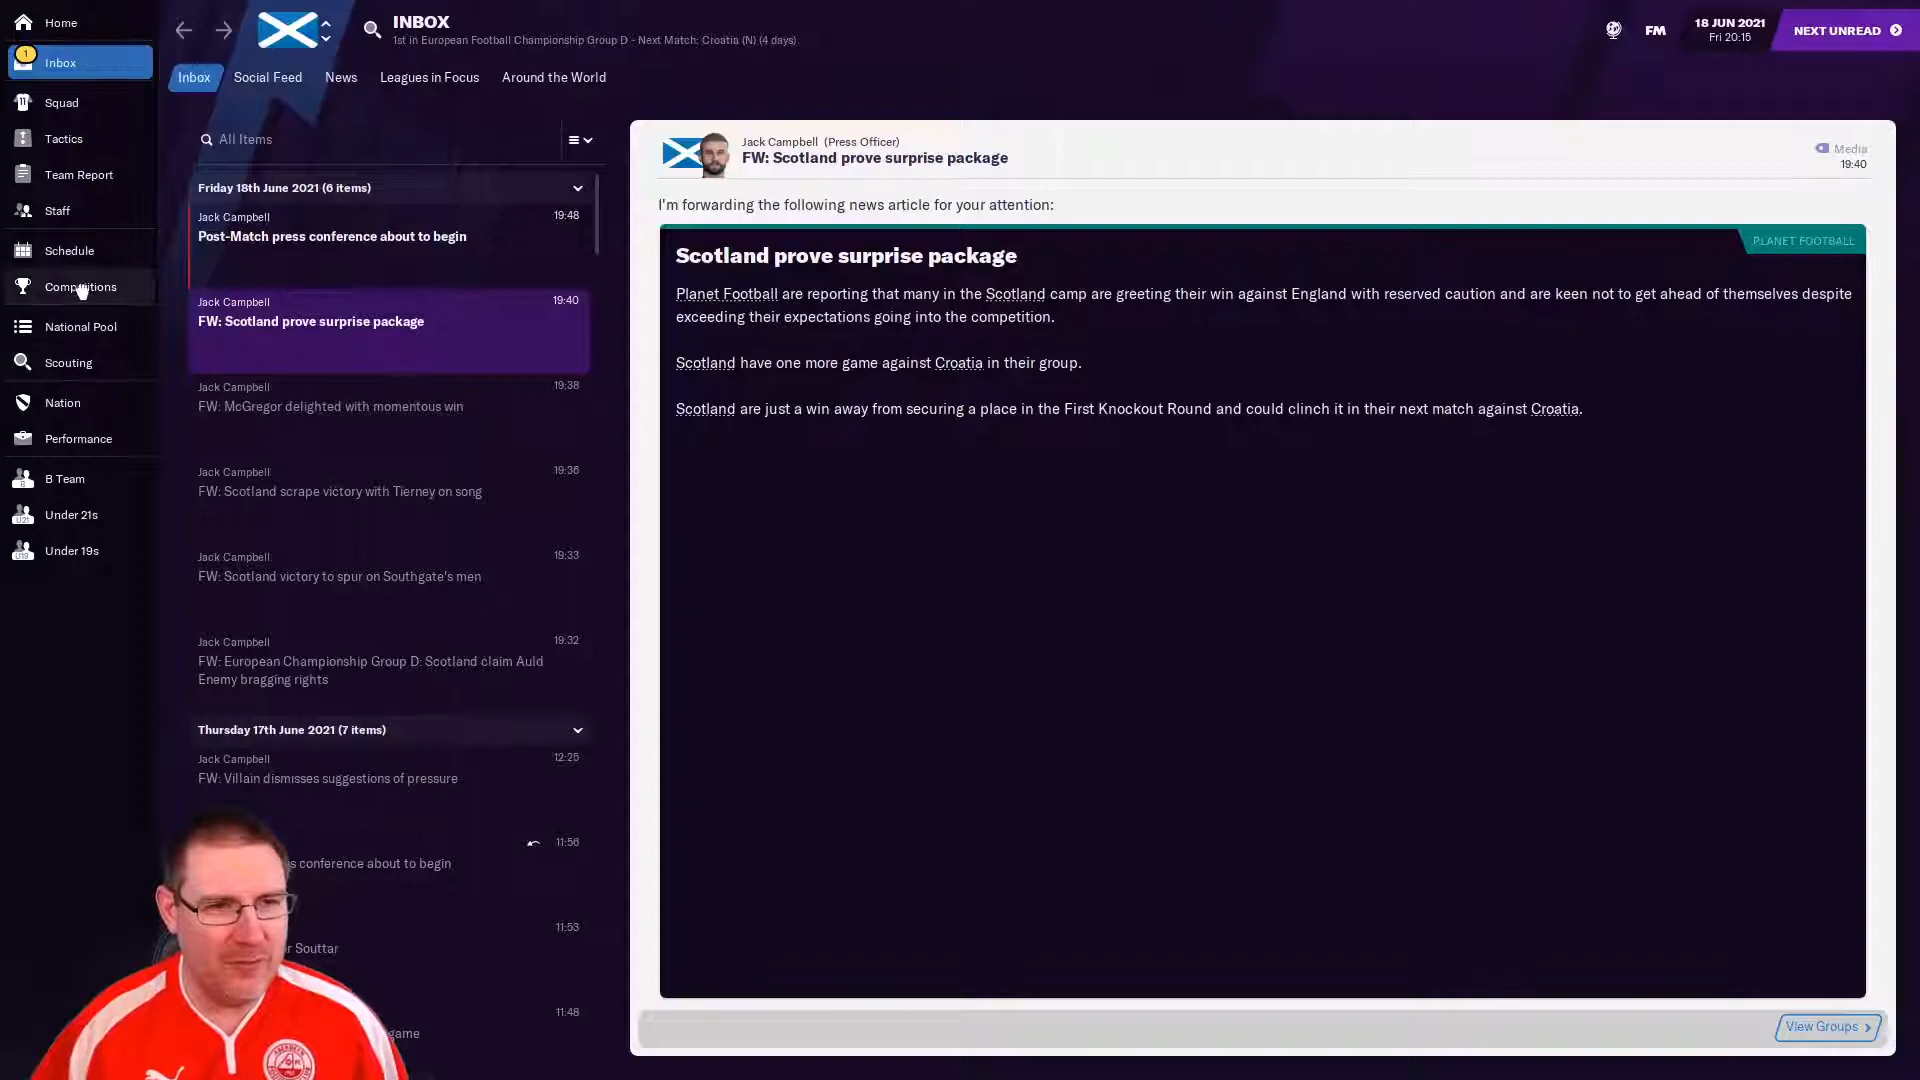 Home
1
Inbox
Squad
Tactics
Team Report
Staff
Schedule
Competitions
National Pool
Scouting
Nation
Performance
B Team
Under 21s
Under 19s
INBOX
1st in European Football Championship Group D - Next Match: Croatia (N) (4 days)
FM
18 JUN 2021
Fri 20:15
NEXT UNREAD
Inbox
Social Feed
News
Leagues in Focus
Around the World
All Items
Friday 18th June 2021 (6 items)
Jack Campbell
19:48
Post-Match press conference about to begin
Jack Campbell
19:40
FW: Scotland prove surprise package
Jack Campbell
19:38
FW: McGregor delighted with momentous win
Jack Campbell
19:36
FW: Scotland scrape victory with Tierney on song
Jack Campbell
19:33
FW: Scotland victory to spur on Southgate's men
Jack Campbell
19:32
FW: European Championship Group D: Scotland claim Auld
Enemy bragging rights
Thursday 17th June 2021 (7 items)
Jack Campbell
12:25
FW: Villain dismisses suggestions of pressure
11:56
s conference about to begin
11:53
r Souttar
11:48
game
Jack Campbell (Press Officer)
FW: Scotland prove surprise package
Media
19:40
I'm forwarding the following news article for your attention:
PLANET FOOTBALL
Scotland prove surprise package
Planet Football are reporting that many in the Scotland camp are greeting their win against England with reserved caution and are keen not to get ahead of themselves despite
exceeding their expectations going into the competition.
Scotland have one more game against Croatia in their group.
Scotland are just a win away from securing a place in the First Knockout Round and could clinch it in their next match against Croatia.
View Groups
ABERDEEN